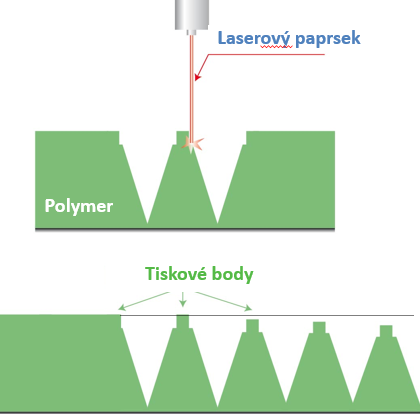 Laserový paprsek
Polymer
Tiskové body